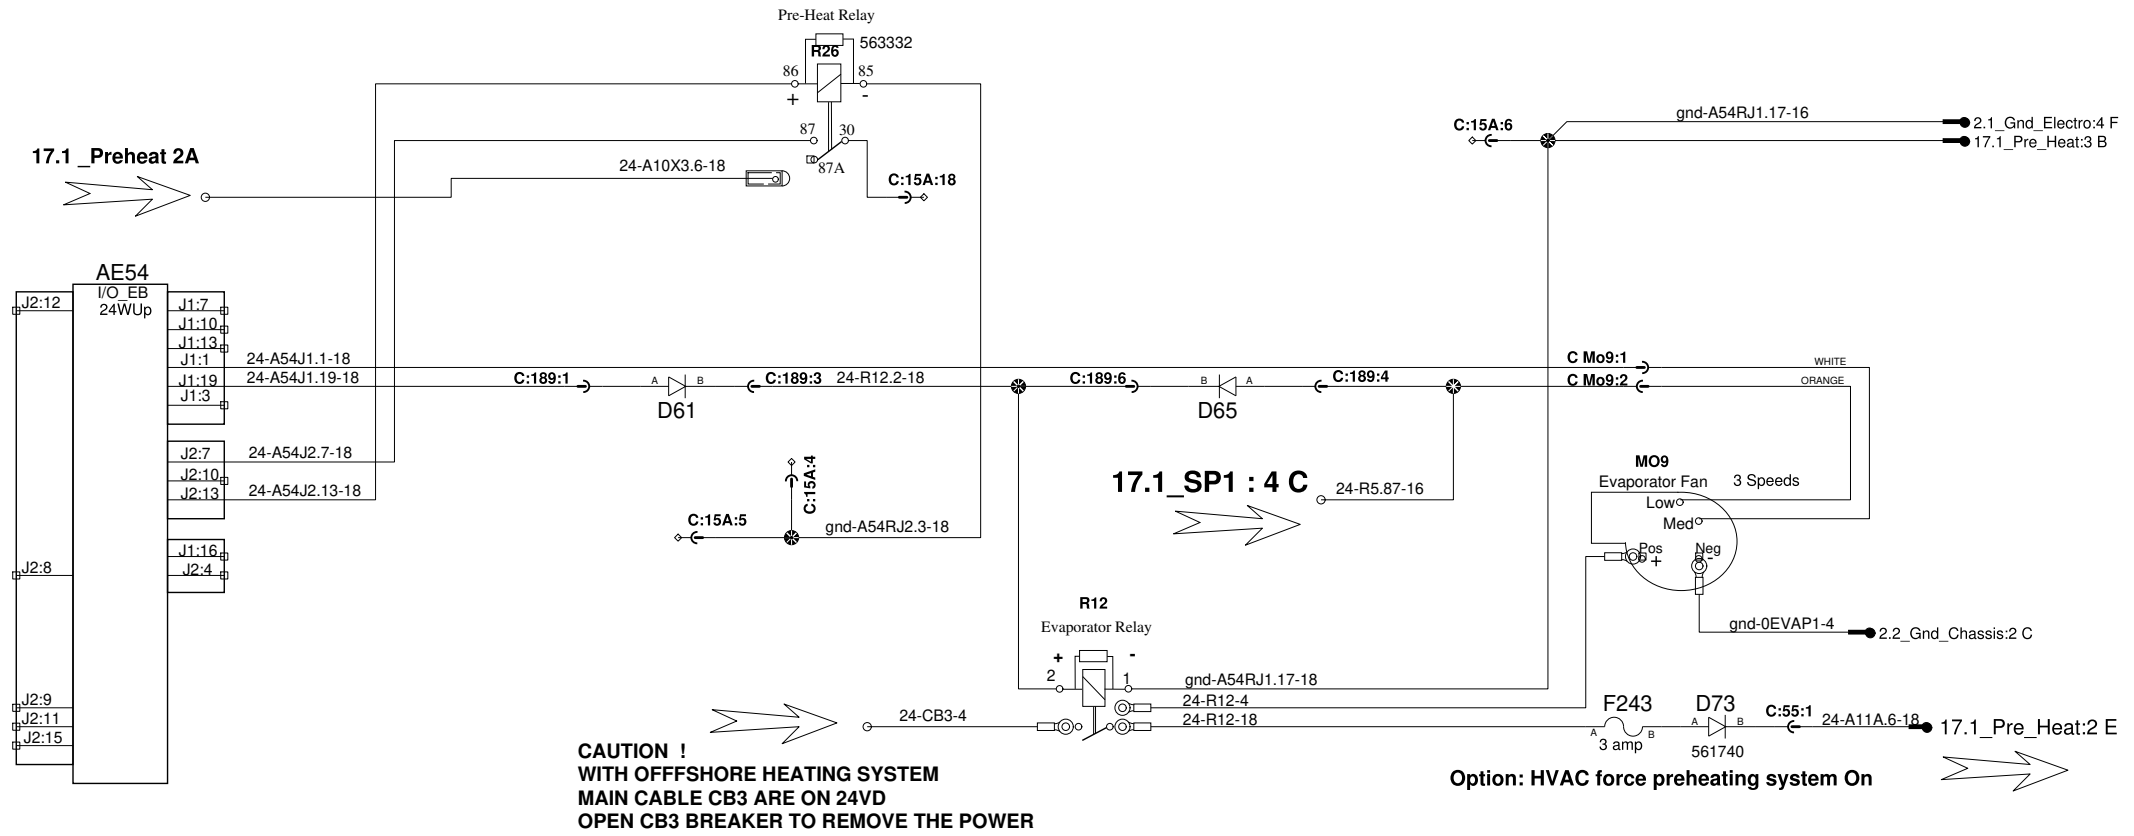 Pre-Heat Relay
563332
R26
86
85
+
-
87
30
87A
17.1 _Preheat 2A
24-A10X3.6-18
C:15A:18
gnd-A54RJ1.17-16
C:15A:6
2.1_Gnd_Electro:4 F
17.1_Pre_Heat:3 B
AE54
I/O_EB
24WUp
J2:12
J1:7
J1:10
J1:13
J1:1
J1:19
J1:3
24-A54J1.1-18
24-A54J1.19-18
C:189:1
A
B
D61
C:189:3
24-R12.2-18
C:189:6
B
A
D65
C:189:4
C Mo9:1
C Mo9:2
WHITE
ORANGE
J2:7
J2:10
J2:13
24-A54J2.7-18
24-A54J2.13-18
C:15A:4
C:15A:5
gnd-A54RJ2.3-18
17.1_SP1 : 4 C
24-R5.87-16
MO9
Evaporator Fan
3 Speeds
Low
Med
Pos
Neg
+
-
J1:16
J2:4
J2:8
gnd-0EVAP1-4
2.2_Gnd_Chassis:2 C
R12
Evaporator Relay
+
-
2
1
gnd-A54RJ1.17-18
24-R12-4
24-R12-18
24-CB3-4
J2:9
J2:11
J2:15
F243
A
B
3 amp
D73
A
B
561740
C:55:1
24-A11A.6-18
17.1_Pre_Heat:2 E
CAUTION !
WITH OFFFSHORE HEATING SYSTEM
MAIN CABLE CB3 ARE ON 24VD
OPEN CB3 BREAKER TO REMOVE THE POWER
Option: HVAC force preheating system On